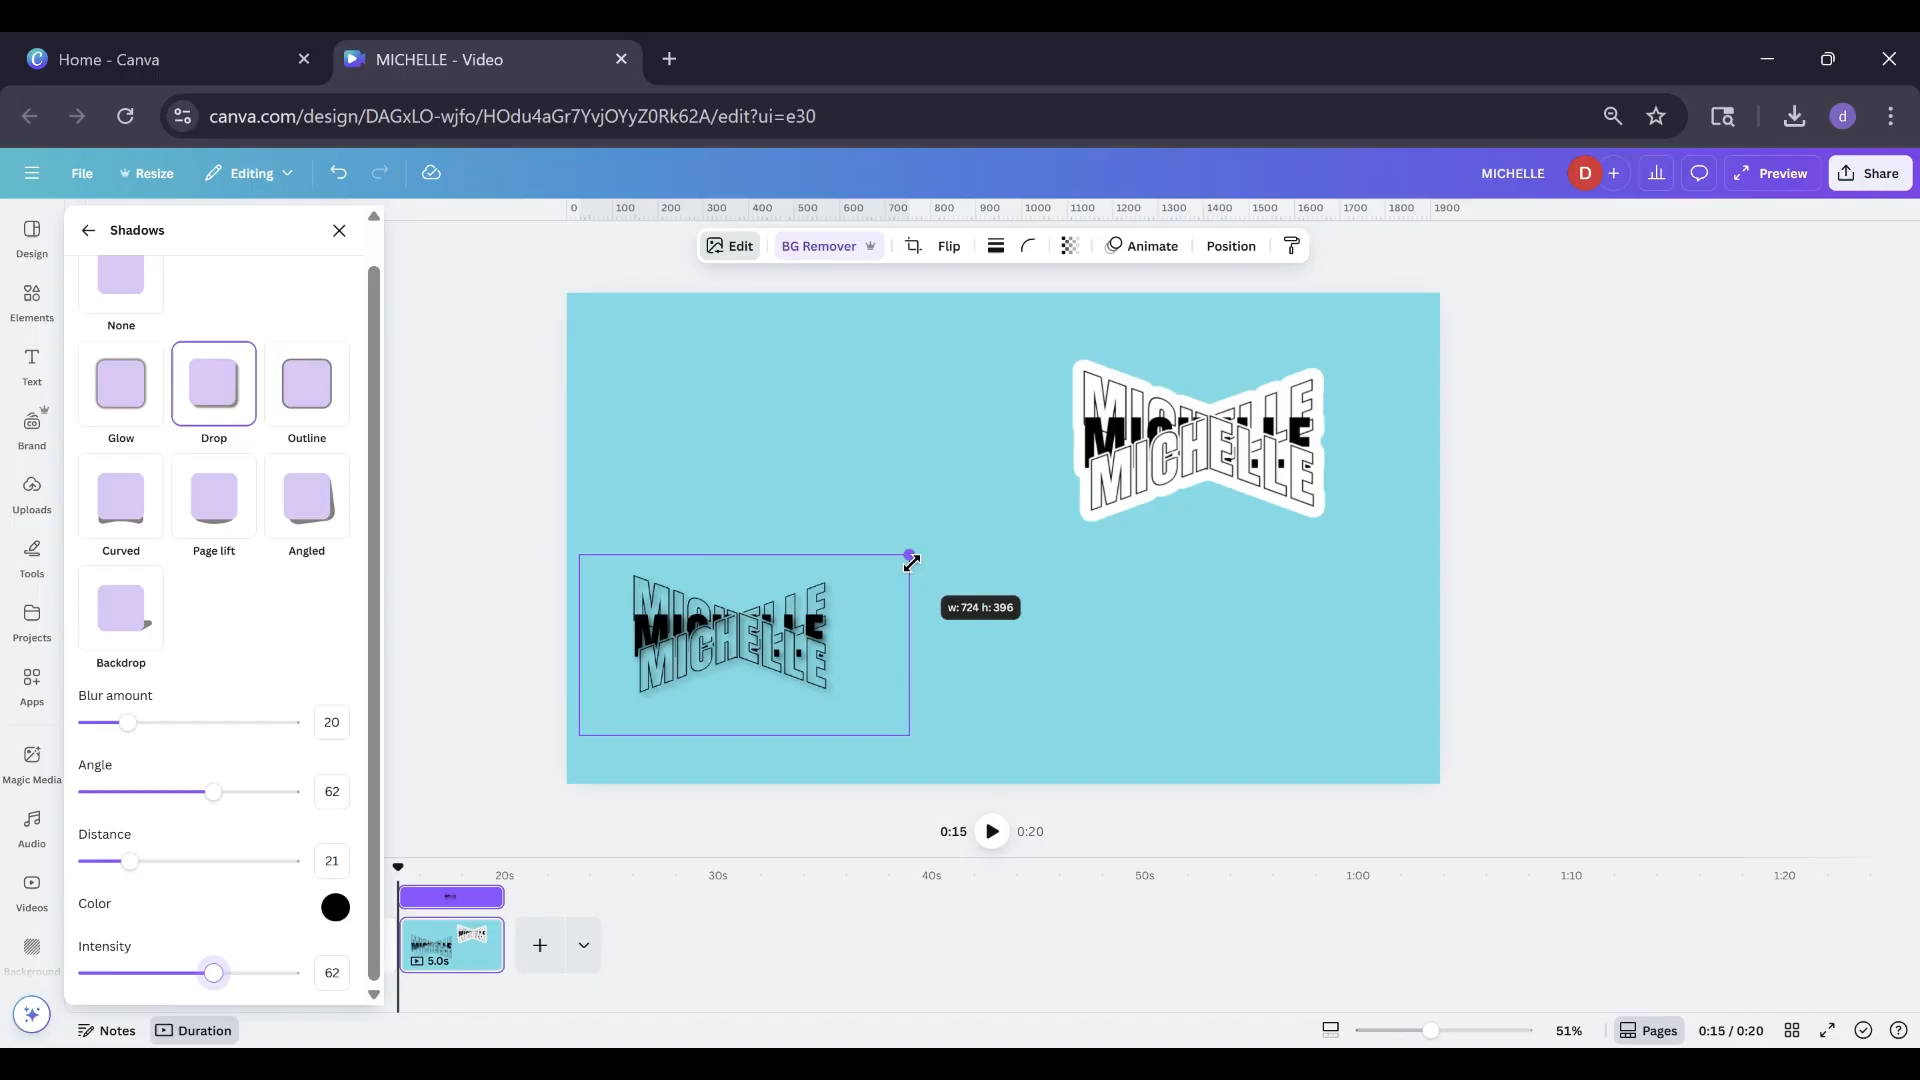 Home - Canva
MICHELLE - Video
canva.com/design/DAGxLO-wjfo/HOdu4aGr7YvjOYyZ0Rk62A/edit?ui=e30
d
File
Resize
Editing
MICHELLE
D
Preview
Share
0 100 200 300 400 500 600 700 800 900 1000 1100 1200 1300 1400 1500 1600 1700 1800 1900
Design
Elements
Text
Brand
Uploads
Tools
Projects
Apps
Magic Media
Audio
Videos
Background
Shadows
None
Glow
Drop
Outline
Curved
Page lift
Angled
Backdrop
Blur amount
20
Angle
62
Distance
21
Color
Intensity
62
Edit
BG Remover
Flip
Animate
Position
MICHELLE
MICHELLE
MICHELLE
MICHELLE
MICHELLE
MICHELLE
w: 724 h: 396
0:15
0:20
20s 30s 40s 50s 1:00 1:10 1:20
5.0s
Notes
Duration
51%
Pages
0:15 / 0:20